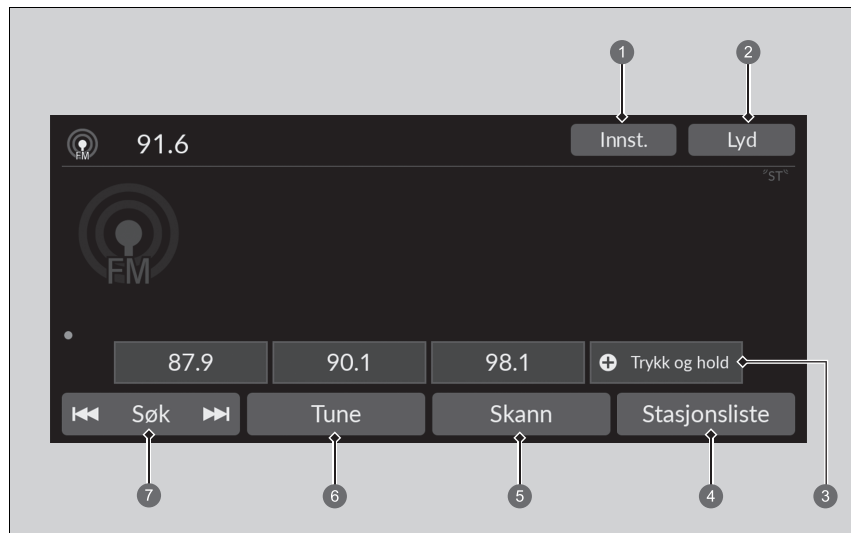 1 2
FM 91.6 Innst. Lyd
ST
FM
87.9 90.1 98.1 Trykk og hold
Søk Tune Skann Stasjonsliste
7 6 5 4 3